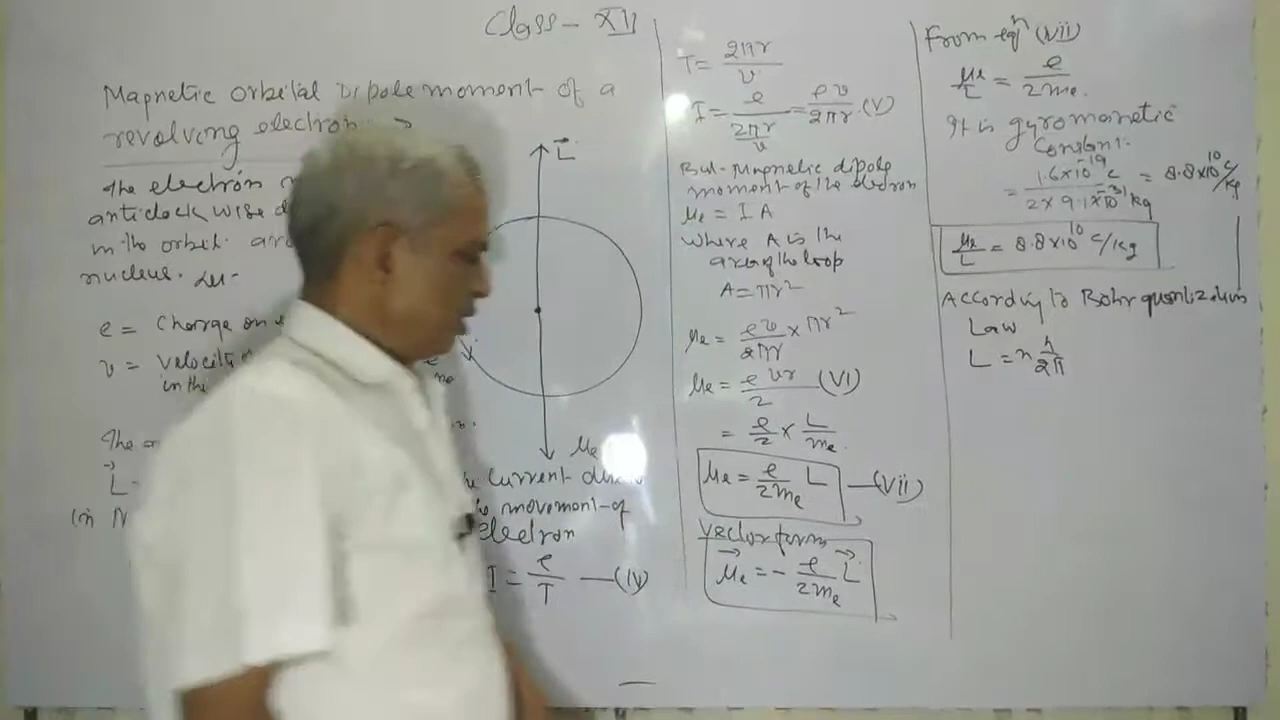 Class - XII
Magnetic orbital Dipole moment of a
revolving electron →
The electron
anticlockwise
in the orbit
nucleus.
e = Charge on
v = velocity
in the
The
L
(in
L
μe
current
movement of
electron
I = e/T —(IV)
T = 2πr/v
I = e/(2πr/v) = ev/2πr (V)
But Magnetic dipole
moment of the electron
μe = I A
where A is the
area of the loop
A = πr²
μe = ev/2πr × πr²
μe = e vr/2 (VI)
= e/2 × L/me
μe = e/2me L —(Vii)
Vector form
μe = - e/2me L
From eqn (Vii)
μe/L = e/2me.
It is gyromagnetic
Constant.
= 1.6×10⁻¹⁹ C / 2×9.1×10⁻³¹ kg = 8.8×10¹⁰ C/kg
μe/L = 8.8×10¹⁰ C/kg
According to Bohr quantization
Law
L = n h/2π